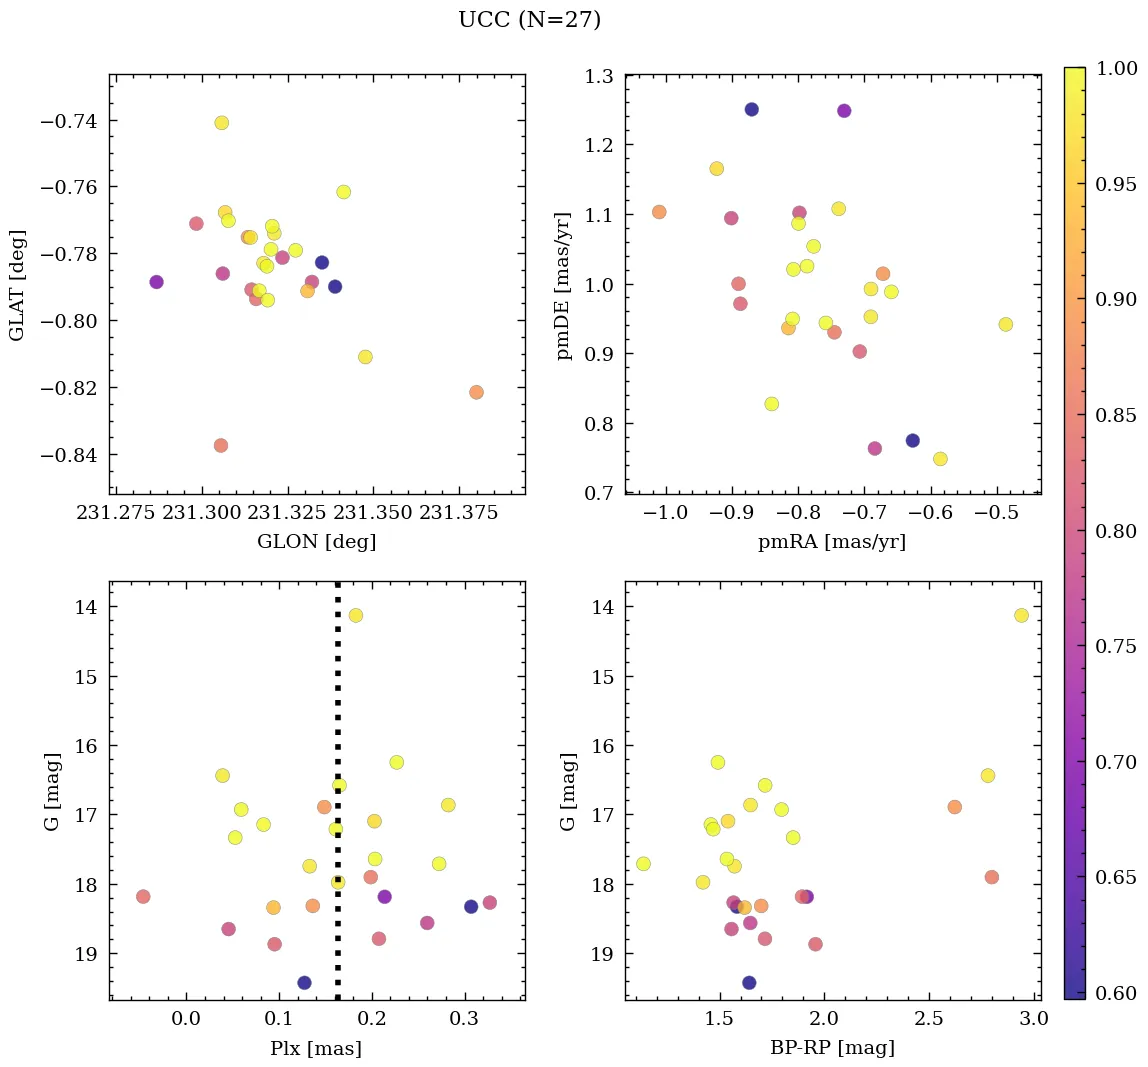 UCC (N=27)
−0.74
−0.76
−0.78
−0.80
−0.82
−0.84
GLAT [deg]
231.275 231.300 231.325 231.350 231.375
GLON [deg]
1.3
1.2
1.1
1.0
0.9
0.8
0.7
pmDE [mas/yr]
−1.0 −0.9 −0.8 −0.7 −0.6 −0.5
pmRA [mas/yr]
14
15
16
17
18
19
G [mag]
0.0 0.1 0.2 0.3
Plx [mas]
14
15
16
17
18
19
G [mag]
1.5 2.0 2.5 3.0
BP-RP [mag]
1.00
0.95
0.90
0.85
0.80
0.75
0.70
0.65
0.60